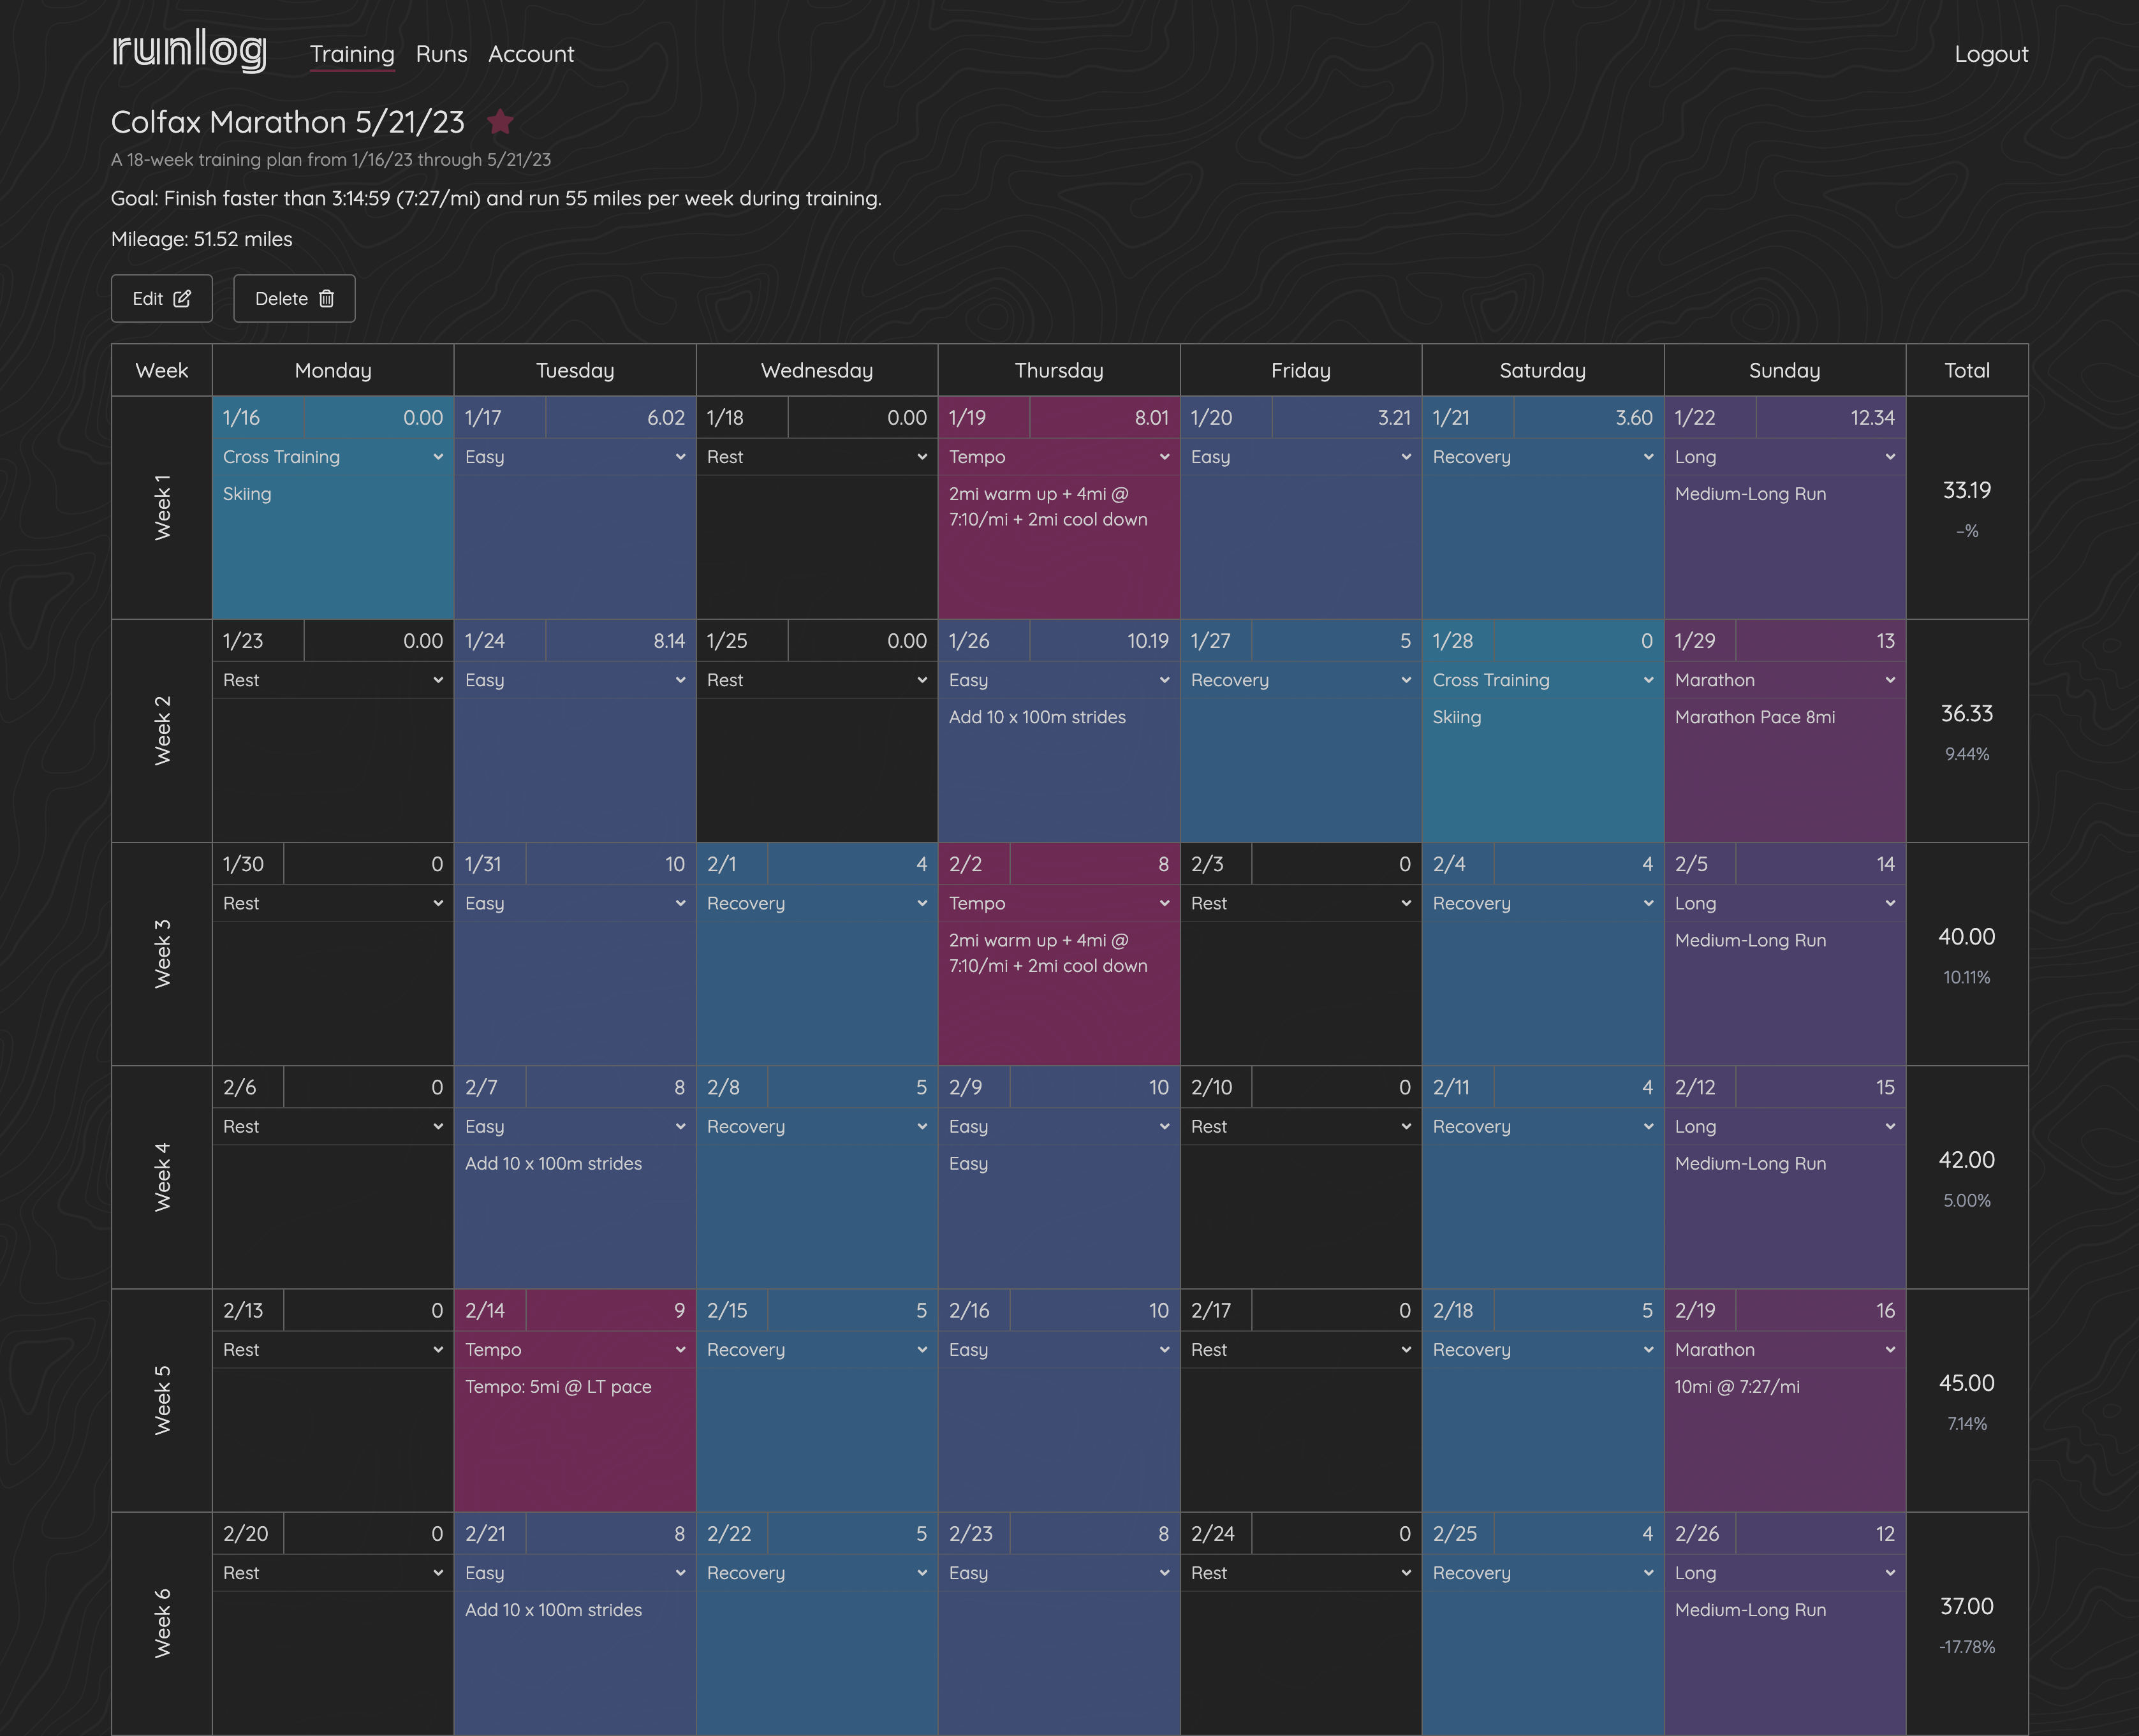 runlog Training Runs Account Logout
Colfax Marathon 5/21/23
A 18-week training plan from 1/16/23 through 5/21/23
Goal: Finish faster than 3:14:59 (7:27/mi) and run 55 miles per week during training.
Mileage: 51.52 miles
Edit Delete
Week Monday Tuesday Wednesday Thursday Friday Saturday Sunday Total
Week 1
1/16 0.00
Cross Training
Skiing
1/17 6.02
Easy
1/18 0.00
Rest
1/19 8.01
Tempo
2mi warm up + 4mi @
7:10/mi + 2mi cool down
1/20 3.21
Easy
1/21 3.60
Recovery
1/22 12.34
Long
Medium-Long Run
33.19
–%
Week 2
1/23 0.00
Rest
1/24 8.14
Easy
1/25 0.00
Rest
1/26 10.19
Easy
Add 10 x 100m strides
1/27 5
Recovery
1/28 0
Cross Training
Skiing
1/29 13
Marathon
Marathon Pace 8mi
36.33
9.44%
Week 3
1/30 0
Rest
1/31 10
Easy
2/1 4
Recovery
2/2 8
Tempo
2mi warm up + 4mi @
7:10/mi + 2mi cool down
2/3 0
Rest
2/4 4
Recovery
2/5 14
Long
Medium-Long Run
40.00
10.11%
Week 4
2/6 0
Rest
2/7 8
Easy
Add 10 x 100m strides
2/8 5
Recovery
2/9 10
Easy
Easy
2/10 0
Rest
2/11 4
Recovery
2/12 15
Long
Medium-Long Run
42.00
5.00%
Week 5
2/13 0
Rest
2/14 9
Tempo
Tempo: 5mi @ LT pace
2/15 5
Recovery
2/16 10
Easy
2/17 0
Rest
2/18 5
Recovery
2/19 16
Marathon
10mi @ 7:27/mi
45.00
7.14%
Week 6
2/20 0
Rest
2/21 8
Easy
Add 10 x 100m strides
2/22 5
Recovery
2/23 8
Easy
2/24 0
Rest
2/25 4
Recovery
2/26 12
Long
Medium-Long Run
37.00
-17.78%